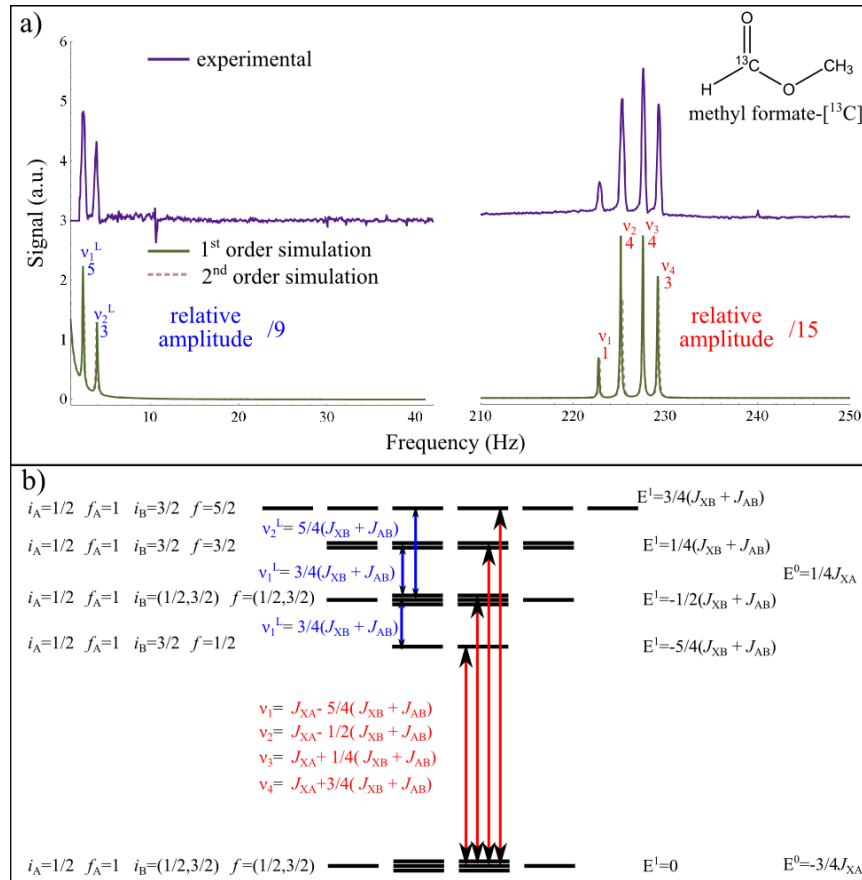 a)
6
5
4
3
2
1
0
Signal (a.u.)
experimental
1st order simulation
2nd order simulation
ν1L
5
ν2L
3
relative
amplitude /9
O
13C
H
O
CH3
methyl formate-[13C]
ν1
1
ν2
4
ν3
4
ν4
3
relative
amplitude /15
10 20 30 40
210 220 230 240 250
Frequency (Hz)
b)
iA=1/2 fA=1 iB=3/2 f=5/2
E1=3/4(JXB + JAB)
ν2L= 5/4(JXB + JAB)
iA=1/2 fA=1 iB=3/2 f=3/2
E1=1/4(JXB + JAB)
ν1L= 3/4(JXB + JAB)
E0=1/4JXA
iA=1/2 fA=1 iB=(1/2,3/2) f=(1/2,3/2)
E1=-1/2(JXB + JAB)
ν1L= 3/4(JXB + JAB)
iA=1/2 fA=1 iB=3/2 f=1/2
E1=-5/4(JXB + JAB)
ν1= JXA- 5/4( JXB + JAB)
ν2= JXA- 1/2( JXB + JAB)
ν3= JXA+ 1/4( JXB + JAB)
ν4= JXA+3/4( JXB + JAB)
iA=1/2 fA=1 iB=(1/2,3/2) f=(1/2,3/2)
E1=0
E0=-3/4JXA